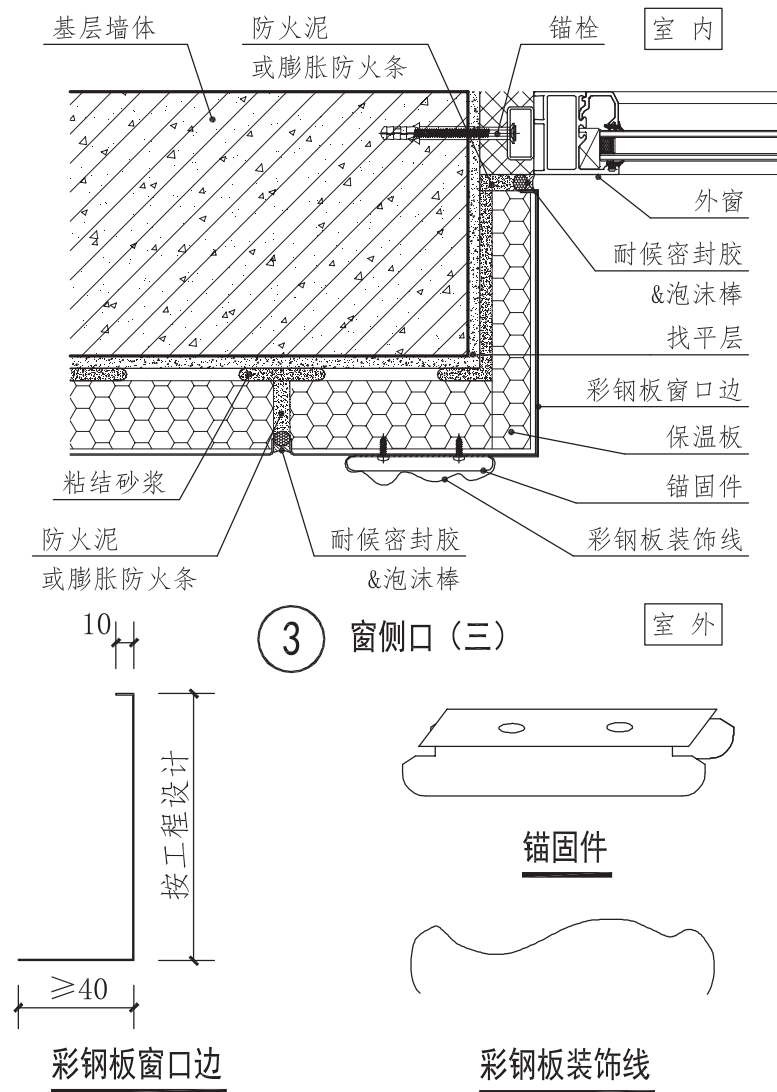 基层墙体
防火泥
或膨胀防火条
锚栓
室 内
外窗
耐候密封胶
&泡沫棒
找平层
彩钢板窗口边
保温板
锚固件
彩钢板装饰线
粘结砂浆
防火泥
或膨胀防火条
耐候密封胶
&泡沫棒
3 窗侧口（三）
室 外
10
按工程设计
≥40
彩钢板窗口边
锚固件
彩钢板装饰线